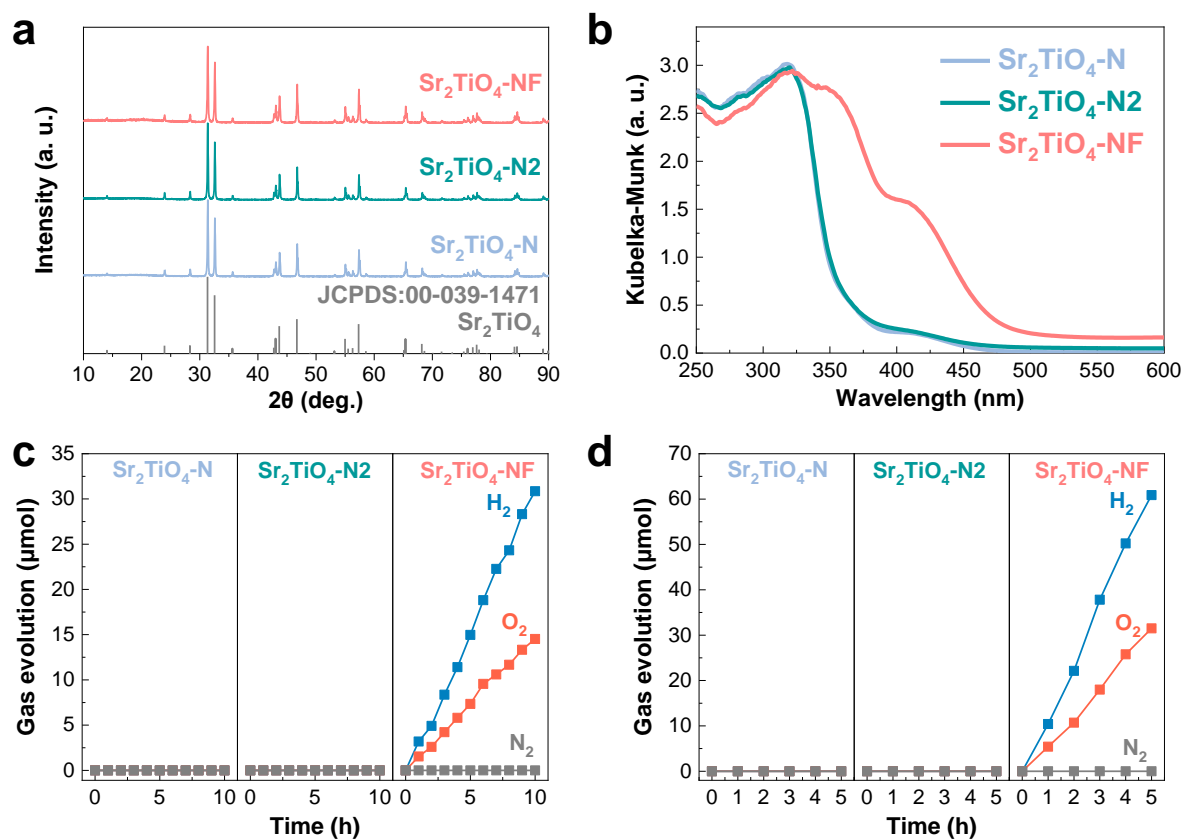 a
Intensity (a. u.)
Sr₂TiO₄-NF
Sr₂TiO₄-N2
Sr₂TiO₄-N
JCPDS:00-039-1471
Sr₂TiO₄
10 20 30 40 50 60 70 80 90
2θ (deg.)
b
Kubelka-Munk (a. u.)
3.0
2.5
2.0
1.5
1.0
0.5
0.0
Sr₂TiO₄-N
Sr₂TiO₄-N2
Sr₂TiO₄-NF
250 300 350 400 450 500 550 600
Wavelength (nm)
c
Gas evolution (µmol)
35
30
25
20
15
10
5
0
Sr₂TiO₄-N Sr₂TiO₄-N2 Sr₂TiO₄-NF
H₂
O₂
N₂
0 5 10 0 5 10 0 5 10
Time (h)
d
Gas evolution (µmol)
70
60
50
40
30
20
10
0
Sr₂TiO₄-N Sr₂TiO₄-N2 Sr₂TiO₄-NF
H₂
O₂
N₂
0 1 2 3 4 5 0 1 2 3 4 5 0 1 2 3 4 5
Time (h)